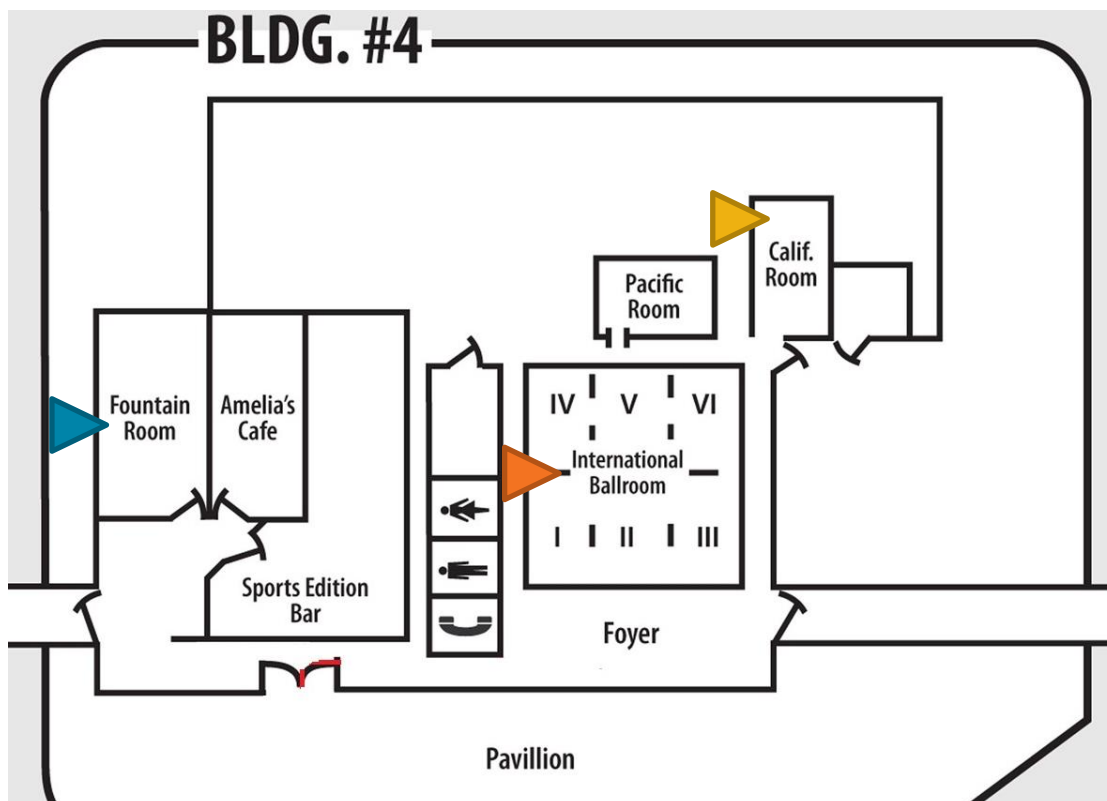 BLDG. #4
Calif.
Room
Pacific
Room
Fountain
Room
Amelia's
Cafe
IV
V
VI
International
Ballroom
I
II
III
Sports Edition
Bar
Foyer
Pavillion